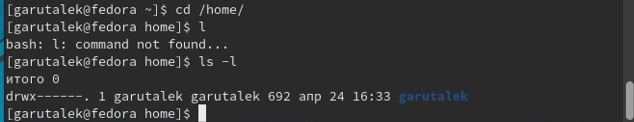 [garutalek@fedora ~]$ cd /home/
[garutalek@fedora home]$ l
bash: l: command not found...
[garutalek@fedora home]$ ls -l
итого 0
drwx------. 1 garutalek garutalek 692 апр 24 16:33 garutalek
[garutalek@fedora home]$